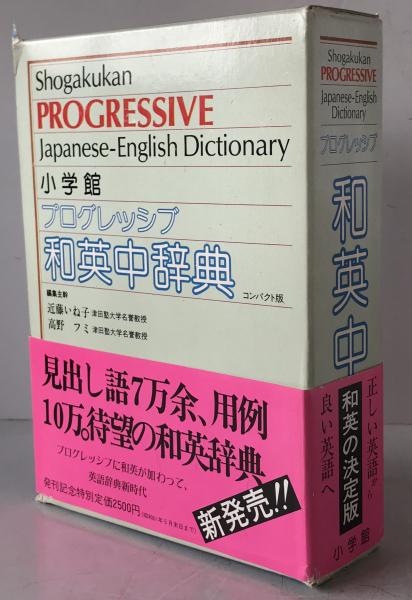 Shogakukan
PROGRESSIVE
Japanese-English Dictionary
小学館
プログレッシブ
和英中辞典
コンパクト版
編集主幹
近藤いね子 津田塾大学名誉教授
高野 フミ 津田塾大学名誉教授
見出し語7万余、用例
10万。待望の和英辞典
プログレッシブに和英が加わって、
英語辞典新時代
発刊記念特別定価2500円
新発売!!
Shogakukan
PROGRESSIVE
Japanese-English
Dictionary
プログレッシブ
和英中
正しい英語から
良い英語へ
和英の決定版
小学館